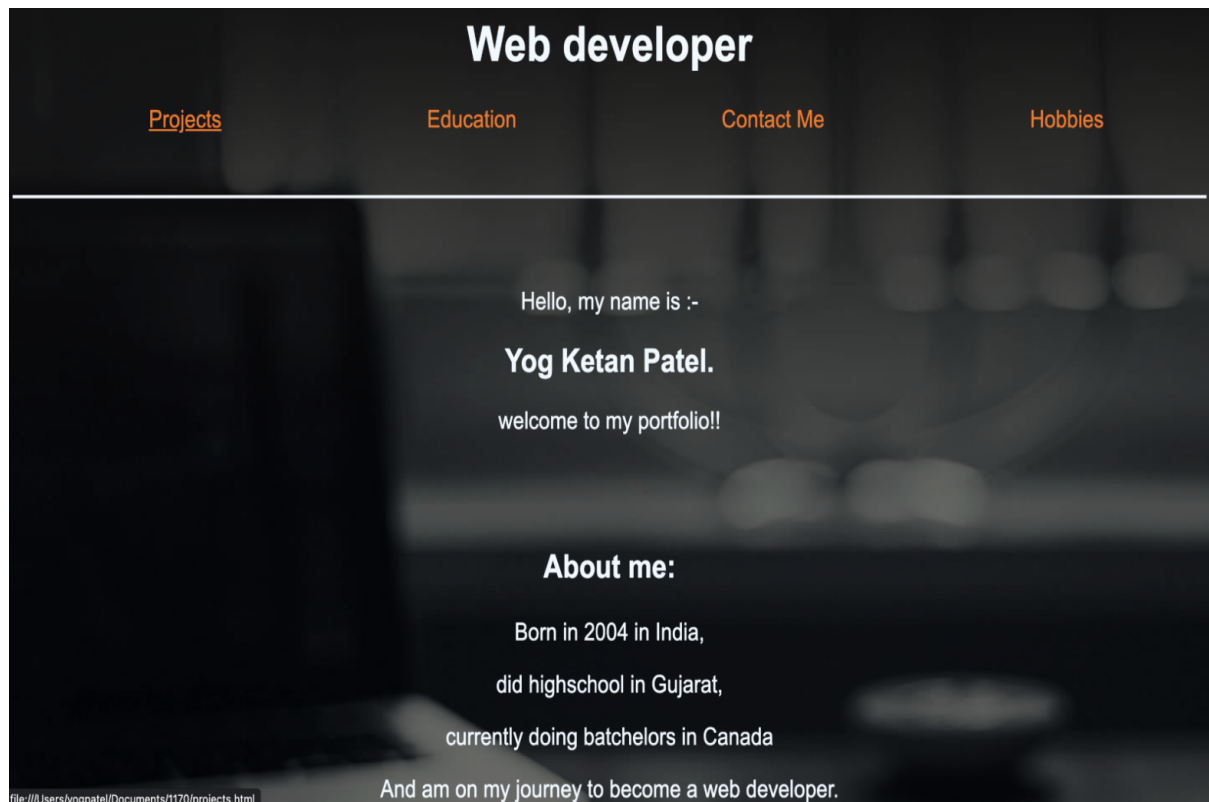 Web developer
Projects Education Contact Me Hobbies
Hello, my name is :-
Yog Ketan Patel.
welcome to my portfolio!!
About me:
Born in 2004 in India,
did highschool in Gujarat,
currently doing batchelors in Canada
And am on my journey to become a web developer.
file:///Users/yogpatel/Documents/1170/projects.html